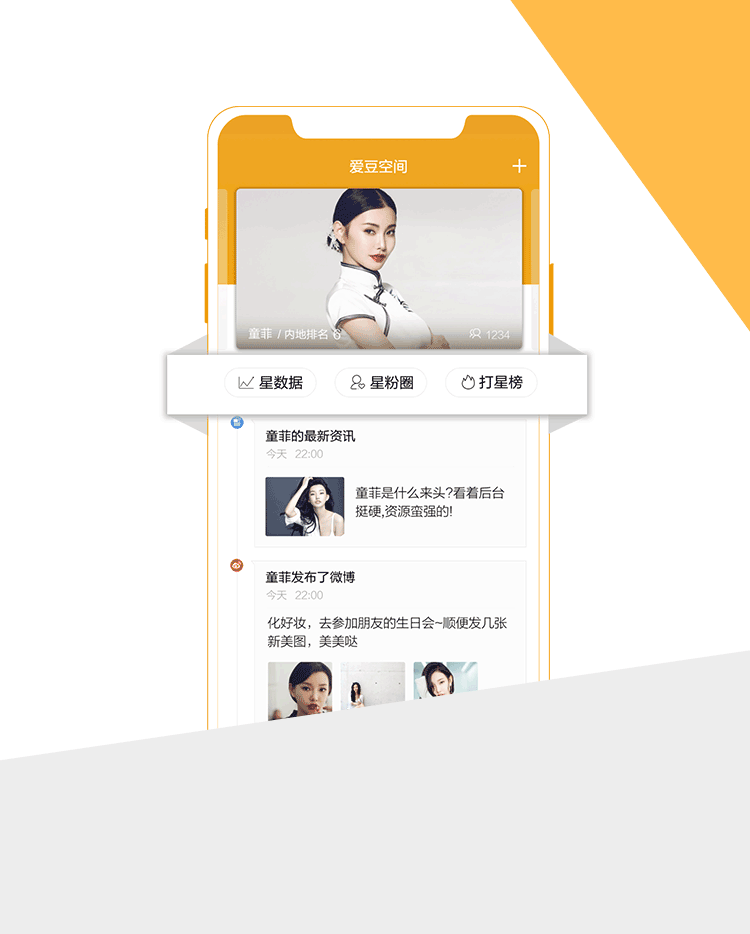 爱豆空间
童菲 / 内地排名 6
1234
星数据
星粉圈
打星榜
童菲的最新资讯
今天 22:00
童菲是什么来头?看着后台
挺硬,资源蛮强的!
童菲发布了微博
今天 22:00
化好妆，去参加朋友的生日会~顺便发几张
新美图，美美哒